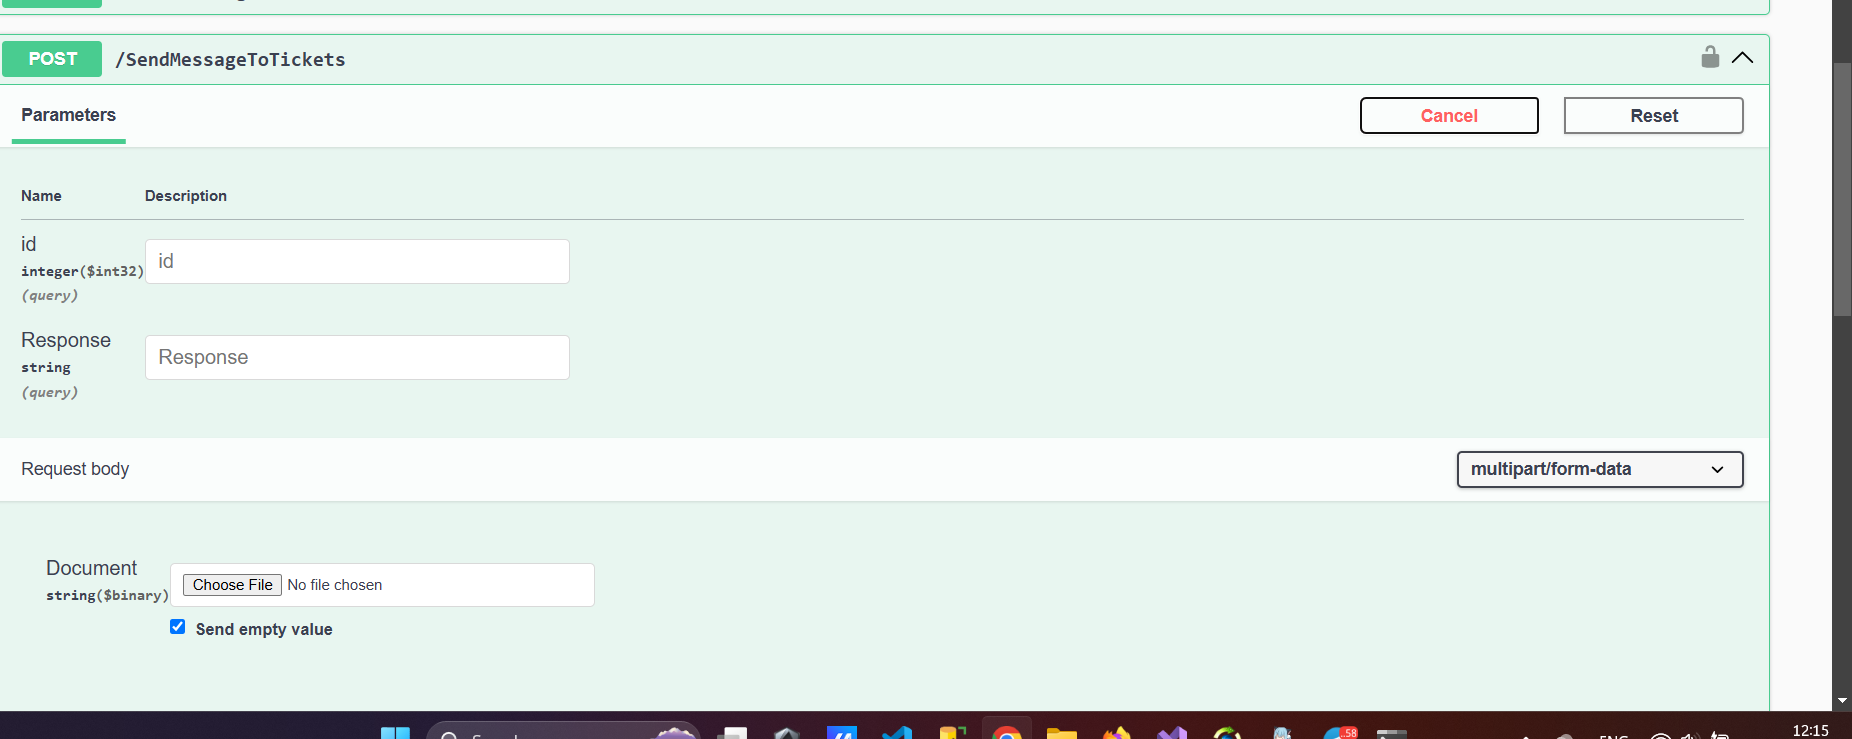 POST /SendMessageToTickets
Parameters
Cancel
Reset
Name Description
id
integer($int32)
(query)
id
Response
string
(query)
Response
Request body
multipart/form-data
Document
string($binary)
Choose File No file chosen
Send empty value
58
12:15